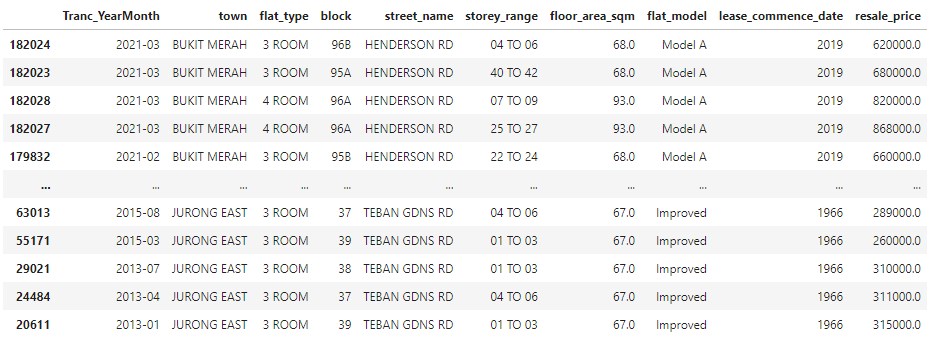 Tranc_YearMonth town flat_type block street_name storey_range floor_area_sqm flat_model lease_commence_date resale_price
182024 2021-03 BUKIT MERAH 3 ROOM 96B HENDERSON RD 04 TO 06 68.0 Model A 2019 620000.0
182023 2021-03 BUKIT MERAH 3 ROOM 95A HENDERSON RD 40 TO 42 68.0 Model A 2019 680000.0
182028 2021-03 BUKIT MERAH 4 ROOM 96A HENDERSON RD 07 TO 09 93.0 Model A 2019 820000.0
182027 2021-03 BUKIT MERAH 4 ROOM 96A HENDERSON RD 25 TO 27 93.0 Model A 2019 868000.0
179832 2021-02 BUKIT MERAH 3 ROOM 95B HENDERSON RD 22 TO 24 68.0 Model A 2019 660000.0
... ... ... ... ... ... ... ... ... ... ...
63013 2015-08 JURONG EAST 3 ROOM 37 TEBAN GDNS RD 04 TO 06 67.0 Improved 1966 289000.0
55171 2015-03 JURONG EAST 3 ROOM 39 TEBAN GDNS RD 01 TO 03 67.0 Improved 1966 260000.0
29021 2013-07 JURONG EAST 3 ROOM 38 TEBAN GDNS RD 01 TO 03 67.0 Improved 1966 310000.0
24484 2013-04 JURONG EAST 3 ROOM 37 TEBAN GDNS RD 04 TO 06 67.0 Improved 1966 311000.0
20611 2013-01 JURONG EAST 3 ROOM 39 TEBAN GDNS RD 01 TO 03 67.0 Improved 1966 315000.0